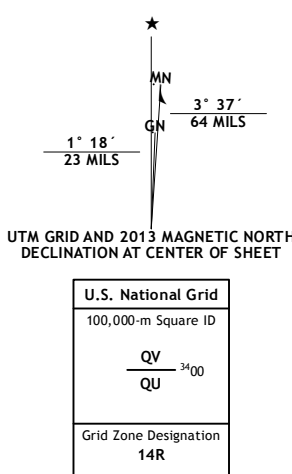 ★
MN
3° 37´
64 MILS
GN
1° 18´
23 MILS
UTM GRID AND 2013 MAGNETIC NORTH
DECLINATION AT CENTER OF SHEET
U.S. National Grid
100,000-m Square ID
QV
³⁴00
QU
Grid Zone Designation
14R